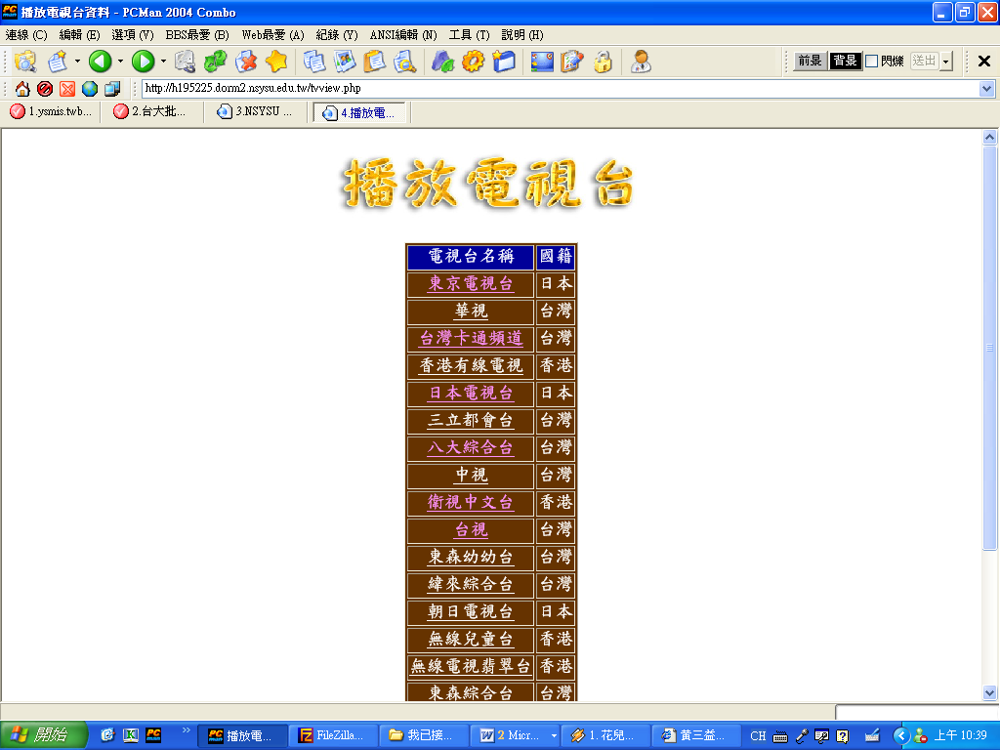 播放電視台資料 - PCMan 2004 Combo
連線 (C) 編輯 (E) 選項 (V) BBS最愛 (B) Web最愛 (A) 紀錄 (Y) ANSI編輯 (N) 工具 (T) 說明 (H)
前景 背景 閃爍 送出
http://h195225.dorm2.nsysu.edu.tw/tvview.php
1.ysmis.twb... 2.台大批... 3.NSYSU ... 4.播放電...
播放電視台
電視台名稱 國籍
東京電視台 日本
華視 台灣
台灣卡通頻道 台灣
香港有線電視 香港
日本電視台 日本
三立都會台 台灣
八大綜合台 台灣
中視 台灣
衛視中文台 香港
台視 台灣
東森幼幼台 台灣
緯來綜合台 台灣
朝日電視台 日本
無線兒童台 香港
無線電視翡翠台 香港
東森綜合台 台灣
開始 播放電... FileZilla... 我已接... 2 Micr... 1. 花兒... 黃三益... CH 上午 10:39